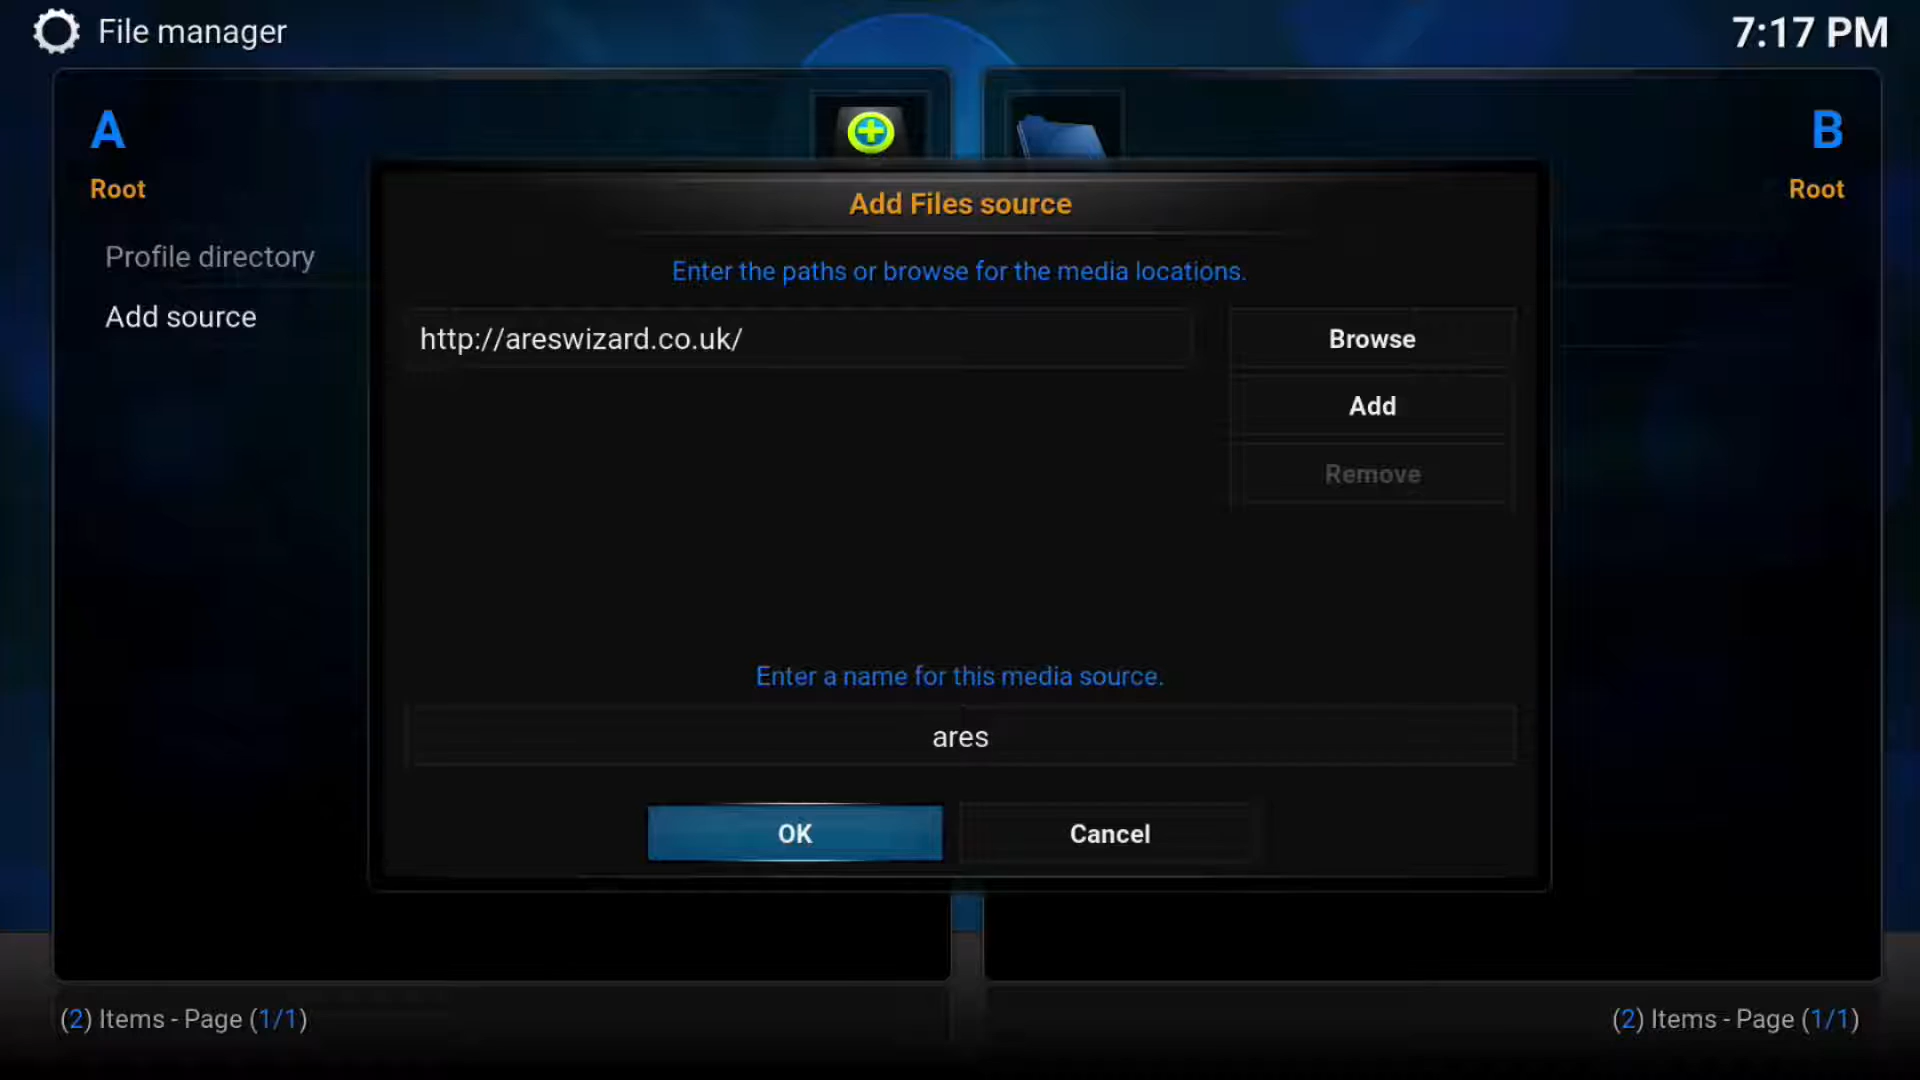 File manager
7:17 PM
A
B
Root
Root
Profile directory
Add source
Add Files source
Enter the paths or browse for the media locations.
http://areswizard.co.uk/
Browse
Add
Remove
Enter a name for this media source.
ares
OK
Cancel
(2) Items - Page (1/1)
(2) Items - Page (1/1)